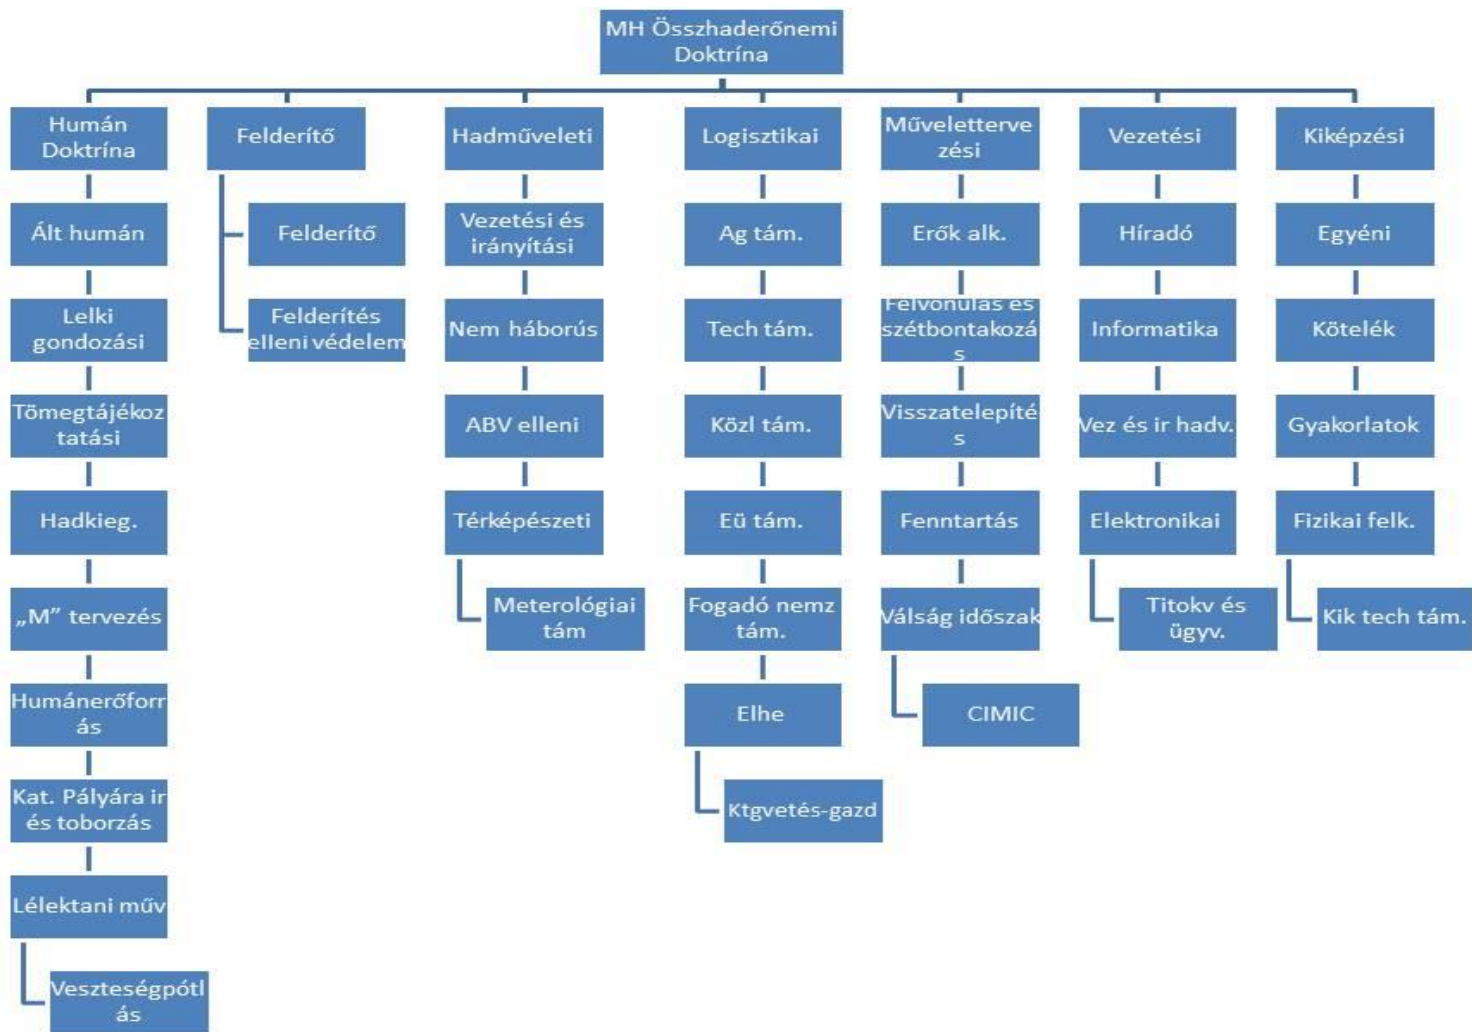 MH Összhaderőnemi
Doktrína
Humán
Doktrína
Ált humán
Lelki
gondozási
Tömegtájékoz
tatási
Hadkieg.
„M” tervezés
Humánerőforr
ás
Kat. Pályára ir
és toborzás
Lélektani műv
Veszteségpótl
ás
Felderítő
Felderítő
Felderítés
elleni védelem
Hadműveleti
Vezetési és
irányítási
Nem háborús
ABV elleni
Térképészeti
Meterológiai
tám
Logisztikai
Ag tám.
Tech tám.
Közl tám.
Eü tám.
Fogadó nemz
tám.
Elhe
Ktgvetés-gazd
Művelettervе
zési
Erők alk.
Felvonulás és
szétbontakozá
s
Visszatelepíté
s
Fenntartás
Válság időszak
CIMIC
Vezetési
Híradó
Informatika
Vez és ir hadv.
Elektronikai
Titokv és
ügyv.
Kiképzési
Egyéni
Kötelék
Gyakorlatok
Fizikai felk.
Kik tech tám.